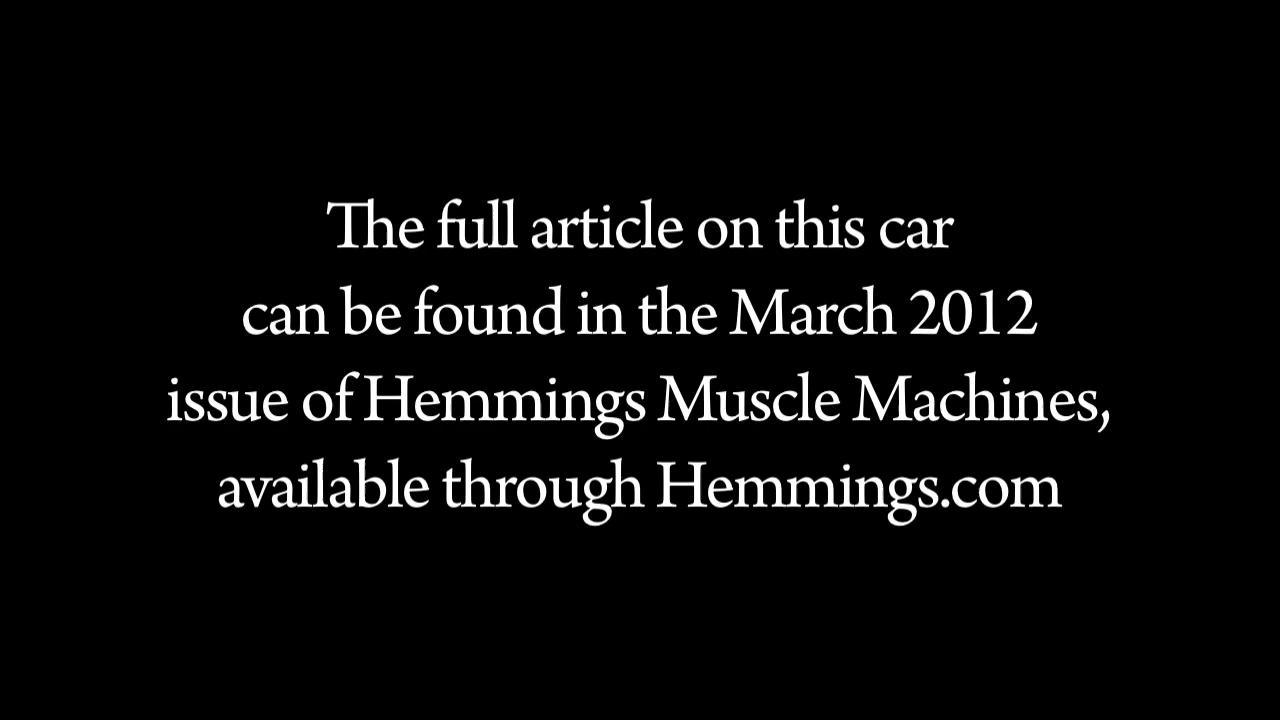 The full article on this car
can be found in the March 2012
issue of Hemmings Muscle Machines,
available through Hemmings.com